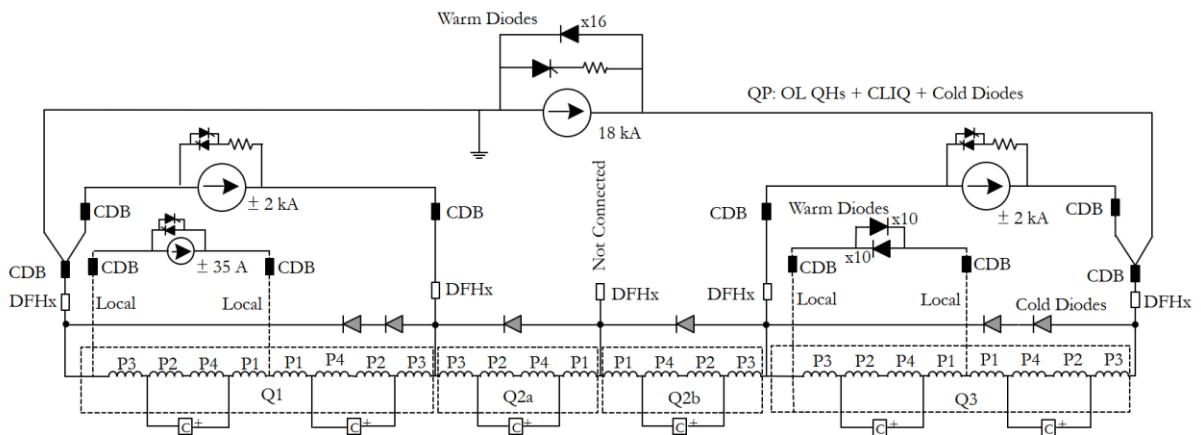 Warm Diodes
x16
QP: OL QHs + CLIQ + Cold Diodes
18 kA
± 2 kA
CDB
CDB
± 35 A
CDB
CDB
CDB
DFHx
Local
Local
DFHx
Not Connected
DFHx
CDB
DFHx
Warm Diodes
x10
x10
± 2 kA
CDB
CDB
CDB
Local
Local
CDB
DFHx
Cold Diodes
P3 P2 P4 P1 P1 P4 P2 P3
P3 P2 P4 P1
P1 P4 P2 P3
P3 P2 P4 P1 P1 P4 P2 P3
Q1
Q2a
Q2b
Q3
C +
C +
C +
C +
C +
C +